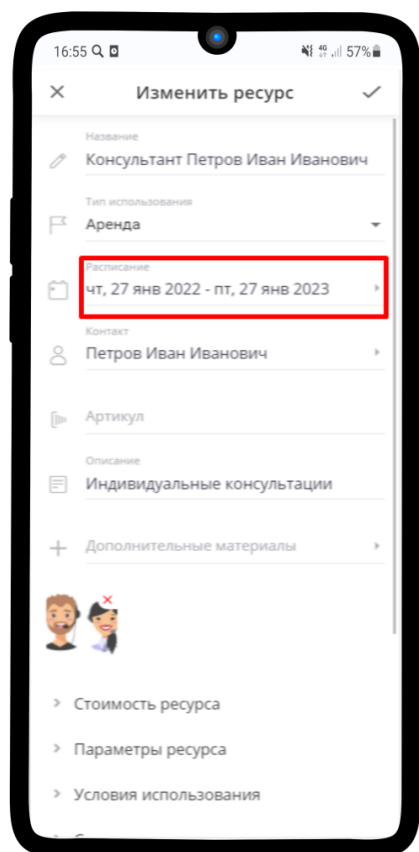 16:55
4G
57%
Изменить ресурс
Название
Консультант Петров Иван Иванович
Тип использования
Аренда
Расписание
чт, 27 янв 2022 - пт, 27 янв 2023
Контакт
Петров Иван Иванович
Артикул
Описание
Индивидуальные консультации
Дополнительные материалы
Стоимость ресурса
Параметры ресурса
Условия использования